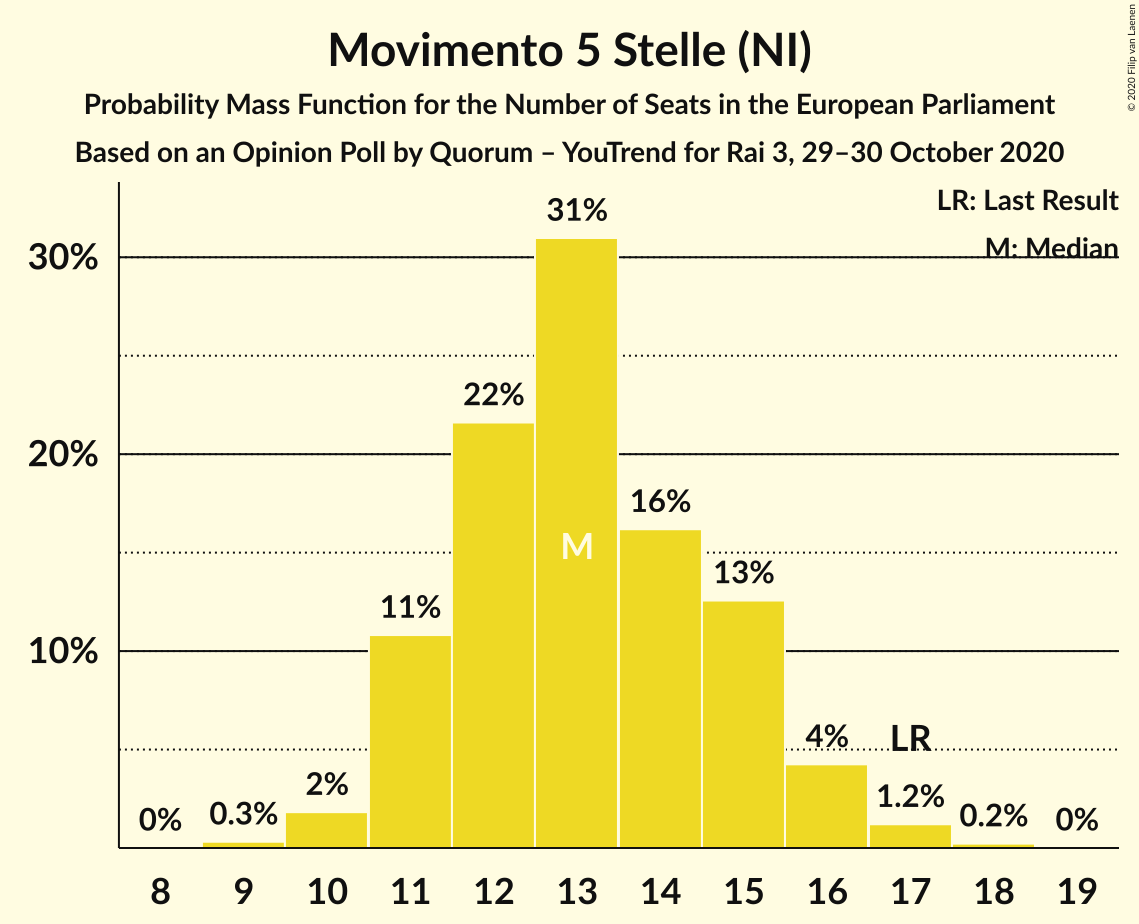 Movimento 5 Stelle (NI)
Probability Mass Function for the Number of Seats in the European Parliament
Based on an Opinion Poll by Quorum – YouTrend for Rai 3, 29–30 October 2020
© 2020 Filip van Laenen
LR: Last Result
M: Median
30%
20%
10%
0%
0.3%
2%
11%
22%
31%
M
16%
13%
4%
LR
1.2%
0.2%
0%
8 9 10 11 12 13 14 15 16 17 18 19